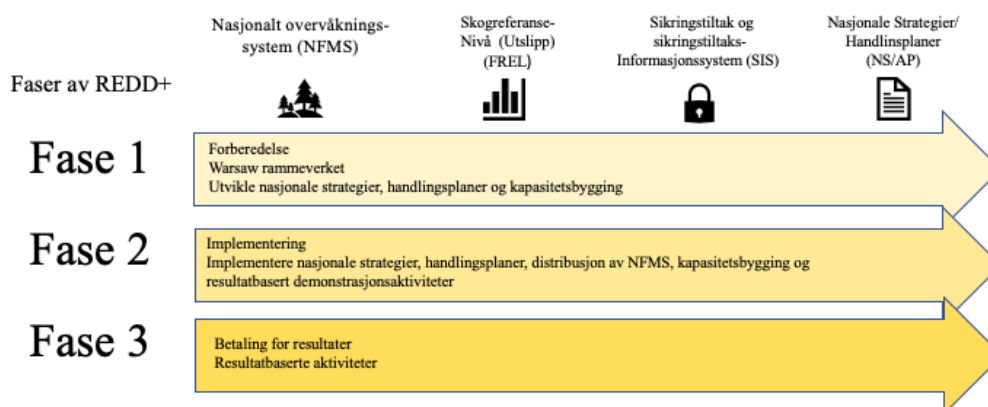 Nasjonalt overvåknings-
system (NFMS)
Skogreferanse-
Nivå (Utslipp)
(FREL)
Sikringstiltak og
sikringstiltaks-
Informasjonssystem (SIS)
Nasjonale Strategier/
Handlinsplaner
(NS/AP)
Faser av REDD+
Fase 1
Forberedelse
Warsaw rammeverket
Utvikle nasjonale strategier, handlingsplaner og kapasitetsbygging
Fase 2
Implementering
Implementere nasjonale strategier, handlingsplaner, distribusjon av NFMS, kapasitetsbygging og
resultatbasert demonstrasjonsaktiviteter
Fase 3
Betaling for resultater
Resultatbaserte aktiviteter